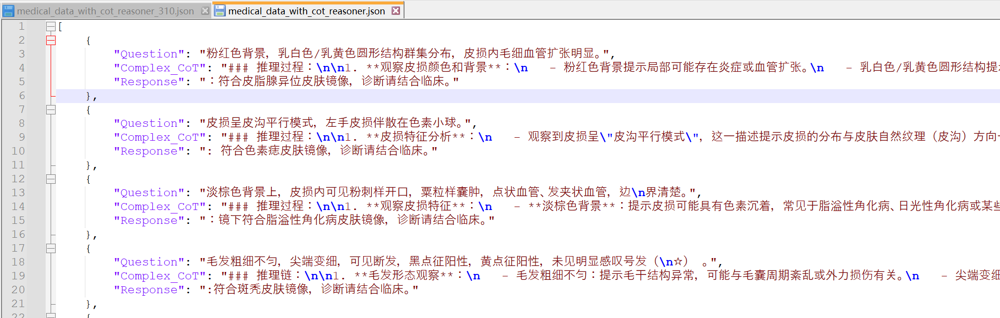 medical_data_with_cot_reasoner_310.json medical_data_with_cot_reasoner.json
1 [
2 {
3 "Question": "粉红色背景，乳白色/乳黄色圆形结构群集分布，皮损内毛细血管扩张明显。",
4 "Complex_CoT": "### 推理过程：\n\n1. **观察皮损颜色和背景**：\n   - 粉红色背景提示局部可能存在炎症或血管扩张。\n   - 乳白色/乳黄色圆形结构提示
5 "Response": "：符合皮脂腺异位皮肤镜像，诊断请结合临床。"
6 },
7 {
8 "Question": "皮损呈皮沟平行模式，左手皮损伴散在色素小球。",
9 "Complex_CoT": "### 推理过程：\n\n1. **皮损特征分析**：\n   - 观察到皮损呈\"皮沟平行模式\"，这一描述提示皮损的分布与皮肤自然纹理（皮沟）方向一
10 "Response": ": 符合色素痣皮肤镜像，诊断请结合临床。"
11 },
12 {
13 "Question": "淡棕色背景上，皮损内可见粉刺样开口，粟粒样囊肿，点状血管、发夹状血管，边\n界清楚。",
14 "Complex_CoT": "### 推理过程：\n\n1. **观察皮损特征**：\n   - **淡棕色背景**：提示皮损可能具有色素沉着，常见于脂溢性角化病、日光性角化病或某些
15 "Response": "：镜下符合脂溢性角化病皮肤镜像，诊断请结合临床。"
16 },
17 {
18 "Question": "毛发粗细不匀，尖端变细，可见断发，黑点征阳性，黄点征阳性，未见明显感叹号发（\n☆） 。",
19 "Complex_CoT": "### 推理链：\n\n1. **毛发形态观察**：\n   - 毛发粗细不匀：提示毛干结构异常，可能与毛囊周期紊乱或外力损伤有关。\n   - 尖端变细
20 "Response": ":符合斑秃皮肤镜像，诊断请结合临床。"
21 },
22 {